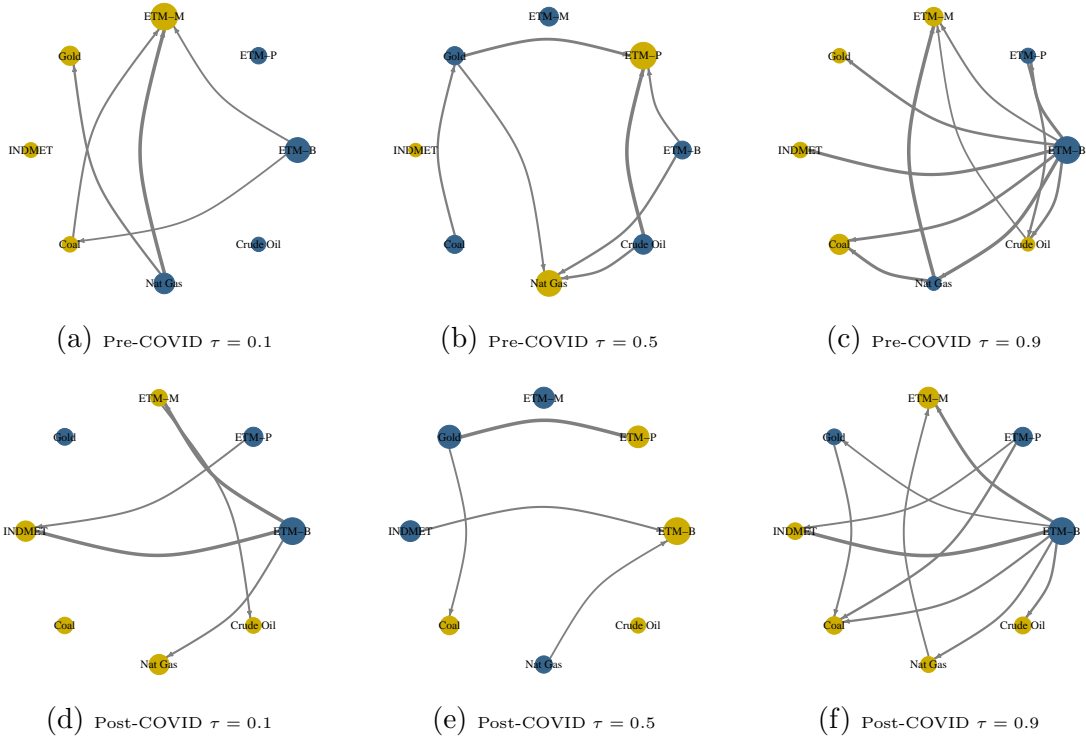 ETM−M
Gold
ETM−P
INDMET
ETM−B
Coal
Crude Oil
Nat Gas
(a) Pre-COVID τ = 0.1
ETM−M
Gold
ETM−P
INDMET
ETM−B
Coal
Crude Oil
Nat Gas
(b) Pre-COVID τ = 0.5
ETM−M
Gold
ETM−P
INDMET
ETM−B
Coal
Crude Oil
Nat Gas
(c) Pre-COVID τ = 0.9
ETM−M
Gold
ETM−P
INDMET
ETM−B
Coal
Crude Oil
Nat Gas
(d) Post-COVID τ = 0.1
ETM−M
Gold
ETM−P
INDMET
ETM−B
Coal
Crude Oil
Nat Gas
(e) Post-COVID τ = 0.5
ETM−M
Gold
ETM−P
INDMET
ETM−B
Coal
Crude Oil
Nat Gas
(f) Post-COVID τ = 0.9